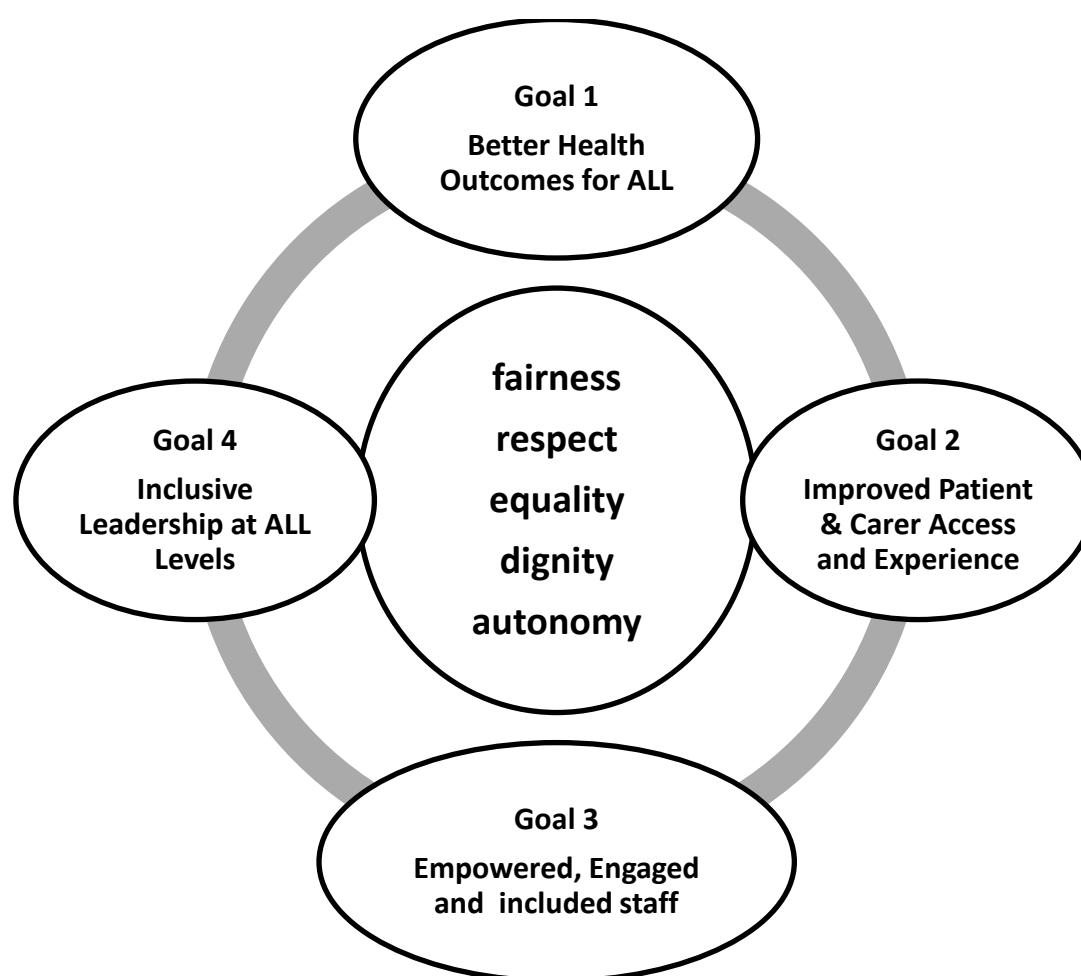 Goal 1
Better Health
Outcomes for ALL
fairness
respect
equality
dignity
autonomy
Goal 4
Inclusive
Leadership at ALL
Levels
Goal 2
Improved Patient
& Carer Access
and Experience
Goal 3
Empowered, Engaged
and  included staff